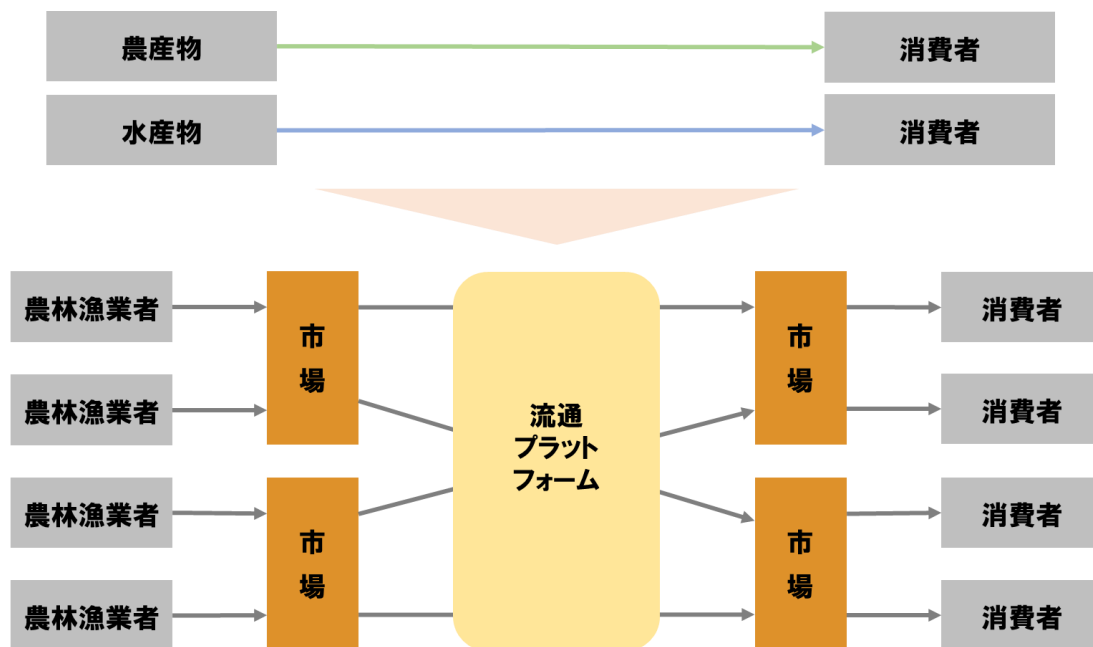 農産物
消費者
水産物
消費者
農林漁業者
消費者
市
場
市
場
農林漁業者
消費者
流通
プラット
フォーム
農林漁業者
消費者
市
場
市
場
農林漁業者
消費者